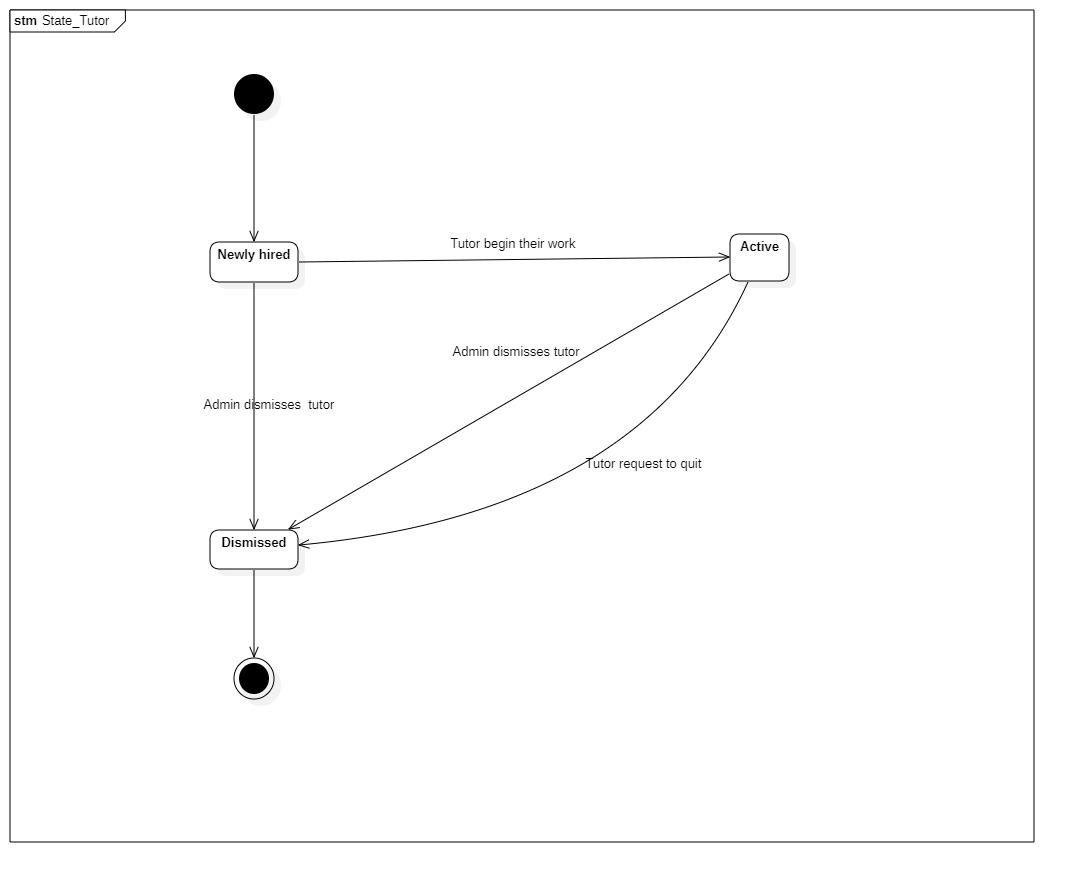 stm State_Tutor
Newly hired
Tutor begin their work
Active
Admin dismisses tutor
Admin dismisses  tutor
Tutor request to quit
Dismissed